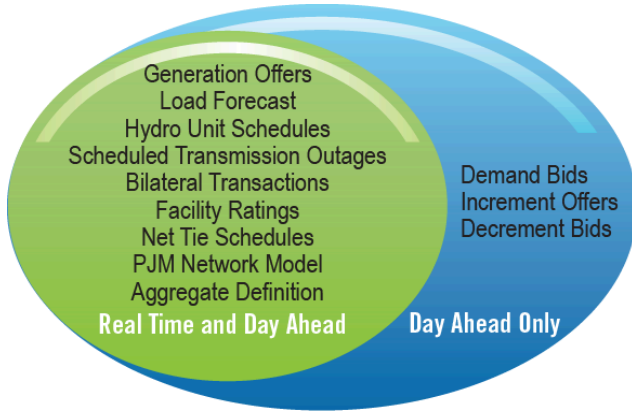 Generation Offers
Load Forecast
Hydro Unit Schedules
Scheduled Transmission Outages
Bilateral Transactions
Facility Ratings
Net Tie Schedules
PJM Network Model
Aggregate Definition
Real Time and Day Ahead
Demand Bids
Increment Offers
Decrement Bids
Day Ahead Only